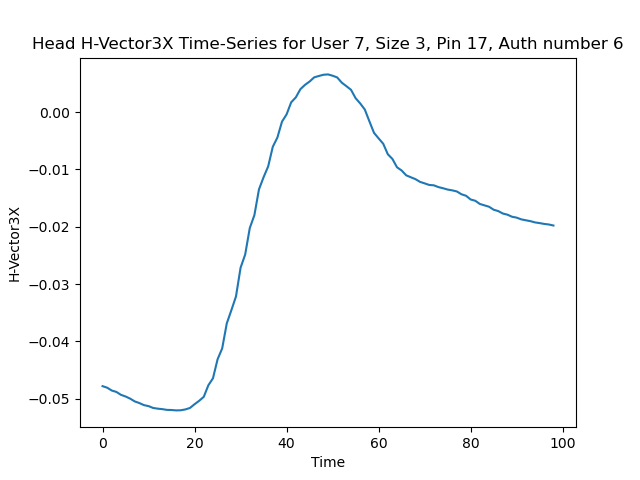 Head H-Vector3X Time-Series for User 7, Size 3, Pin 17, Auth number 6
0.00
−0.01
−0.02
−0.03
−0.04
−0.05
H-Vector3X
0 20 40 60 80 100
Time